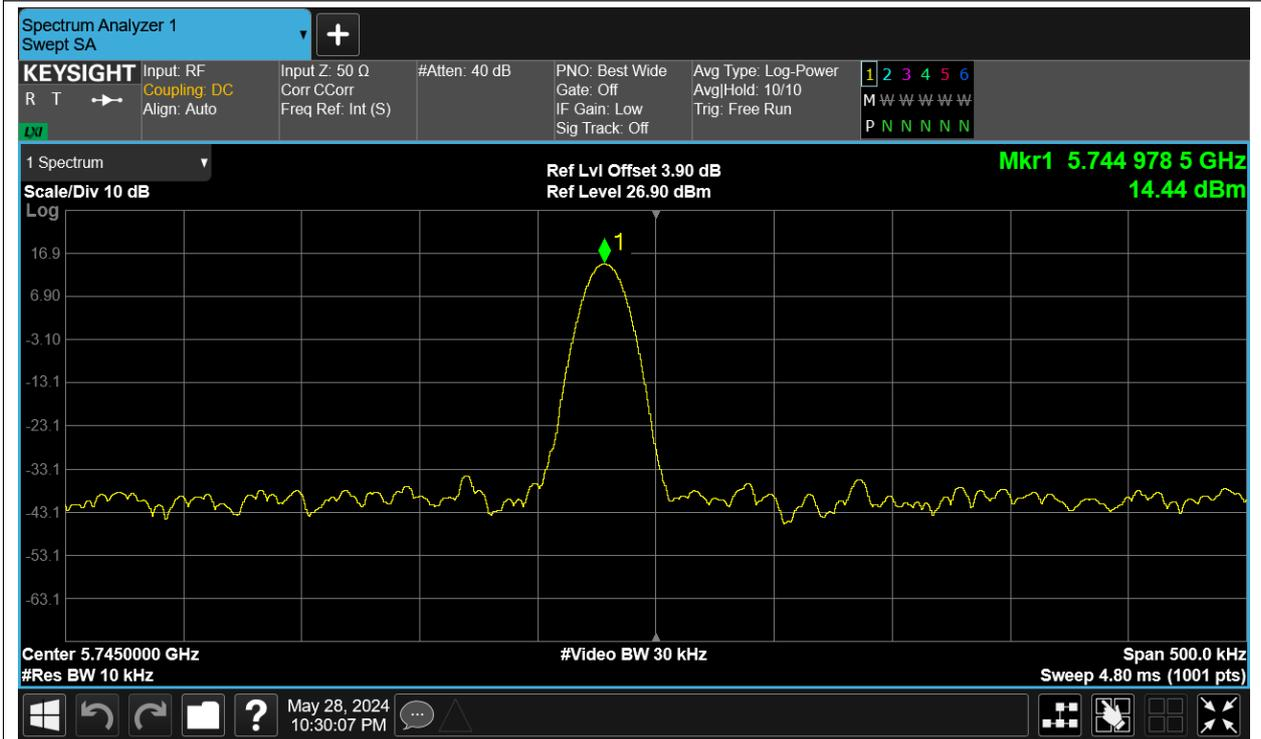 Spectrum Analyzer 1
Swept SA
+
KEYSIGHT
R T
LXI
Input: RF
Coupling: DC
Align: Auto
Input Z: 50 Ω
Corr CCorr
Freq Ref: Int (S)
#Atten: 40 dB
PNO: Best Wide
Gate: Off
IF Gain: Low
Sig Track: Off
Avg Type: Log-Power
Avg|Hold: 10/10
Trig: Free Run
1 2 3 4 5 6
M W W W W W
P N N N N N
1 Spectrum
Scale/Div 10 dB
Log
Ref Lvl Offset 3.90 dB
Ref Level 26.90 dBm
Mkr1 5.744 978 5 GHz
14.44 dBm
1
16.9
6.90
-3.10
-13.1
-23.1
-33.1
-43.1
-53.1
-63.1
Center 5.7450000 GHz
#Res BW 10 kHz
#Video BW 30 kHz
Span 500.0 kHz
Sweep 4.80 ms (1001 pts)
?
May 28, 2024
10:30:07 PM